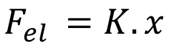 F_el = K.x